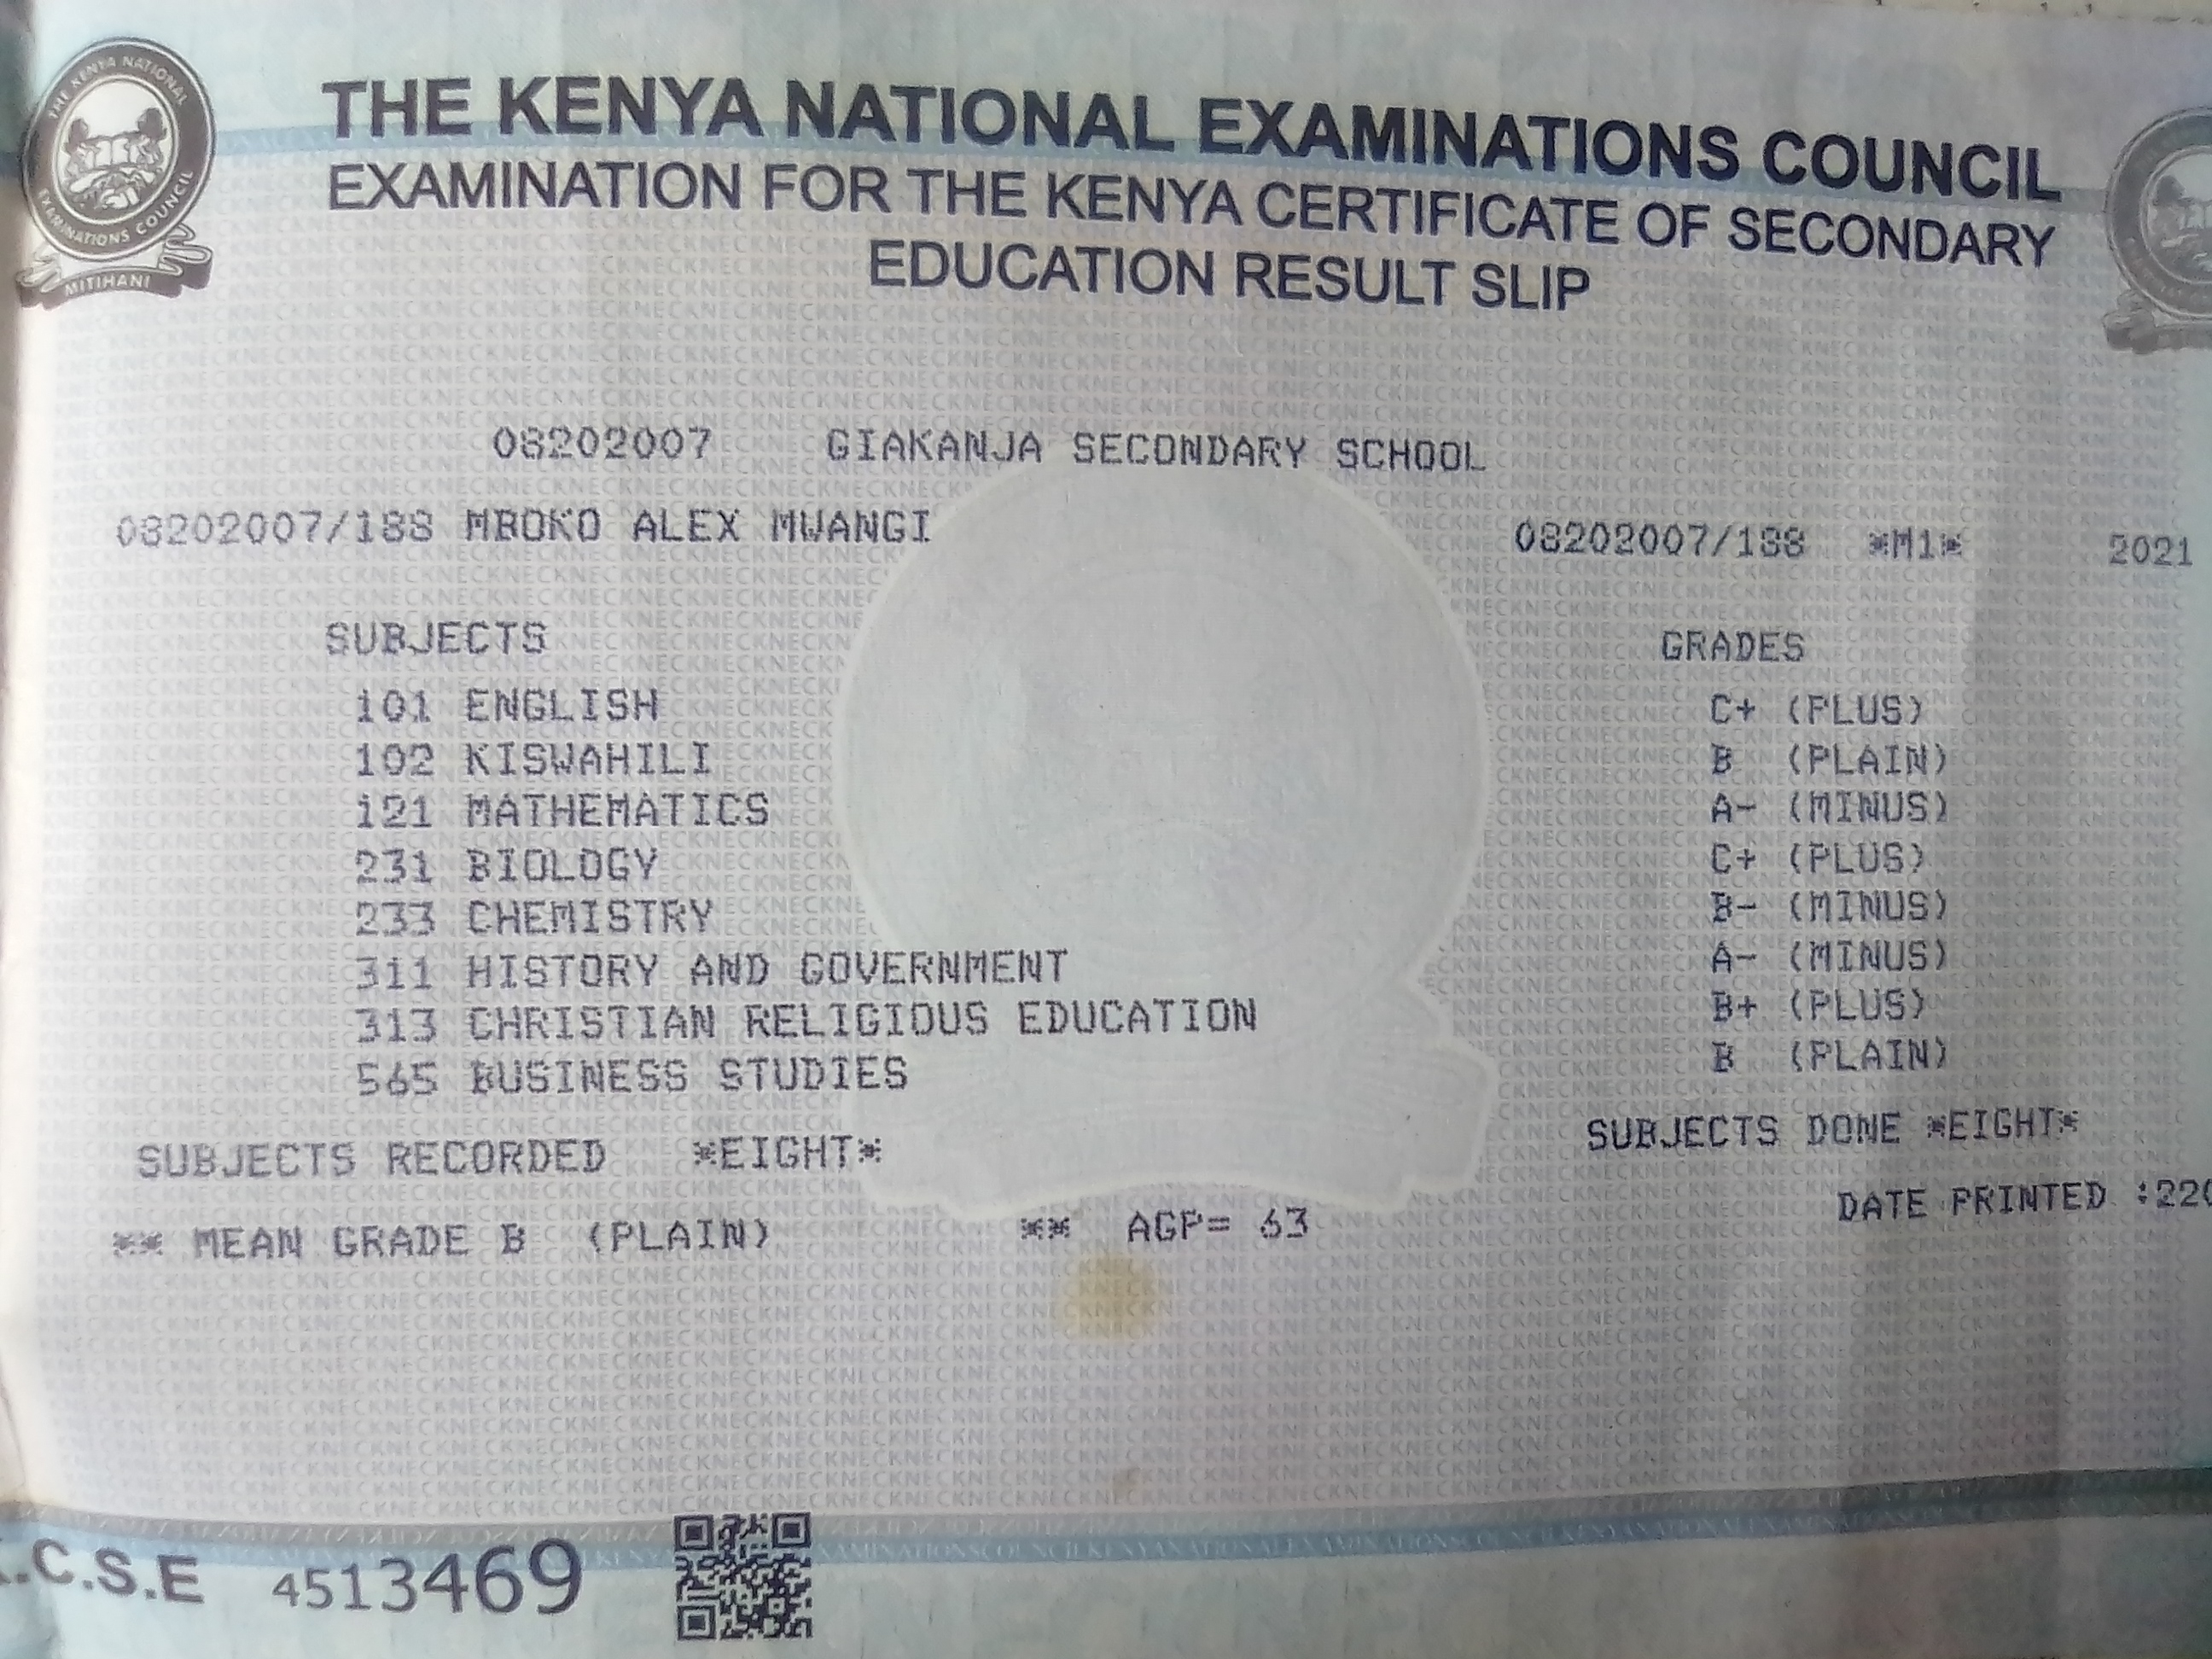 THE KENYA NATIONAL EXAMINATIONS COUNCIL
MITIHANI
THE KENYA NATIONAL EXAMINATIONS COUNCIL
EXAMINATION FOR THE KENYA CERTIFICATE OF SECONDARY
EDUCATION RESULT SLIP
08202007 GIAKANJA SECONDARY SCHOOL
08202007/188 MBOKO ALEX MWANGI 08202007/188 *M1* 2021
SUBJECTS GRADES
101 ENGLISH C+ (PLUS)
102 KISWAHILI B (PLAIN)
121 MATHEMATICS A- (MINUS)
231 BIOLOGY C+ (PLUS)
233 CHEMISTRY B- (MINUS)
311 HISTORY AND GOVERNMENT A- (MINUS)
313 CHRISTIAN RELIGIOUS EDUCATION B+ (PLUS)
565 BUSINESS STUDIES B (PLAIN)
SUBJECTS RECORDED *EIGHT* SUBJECTS DONE *EIGHT*
DATE PRINTED :220
** MEAN GRADE B (PLAIN) ** AGP= 63
.C.S.E 4513469